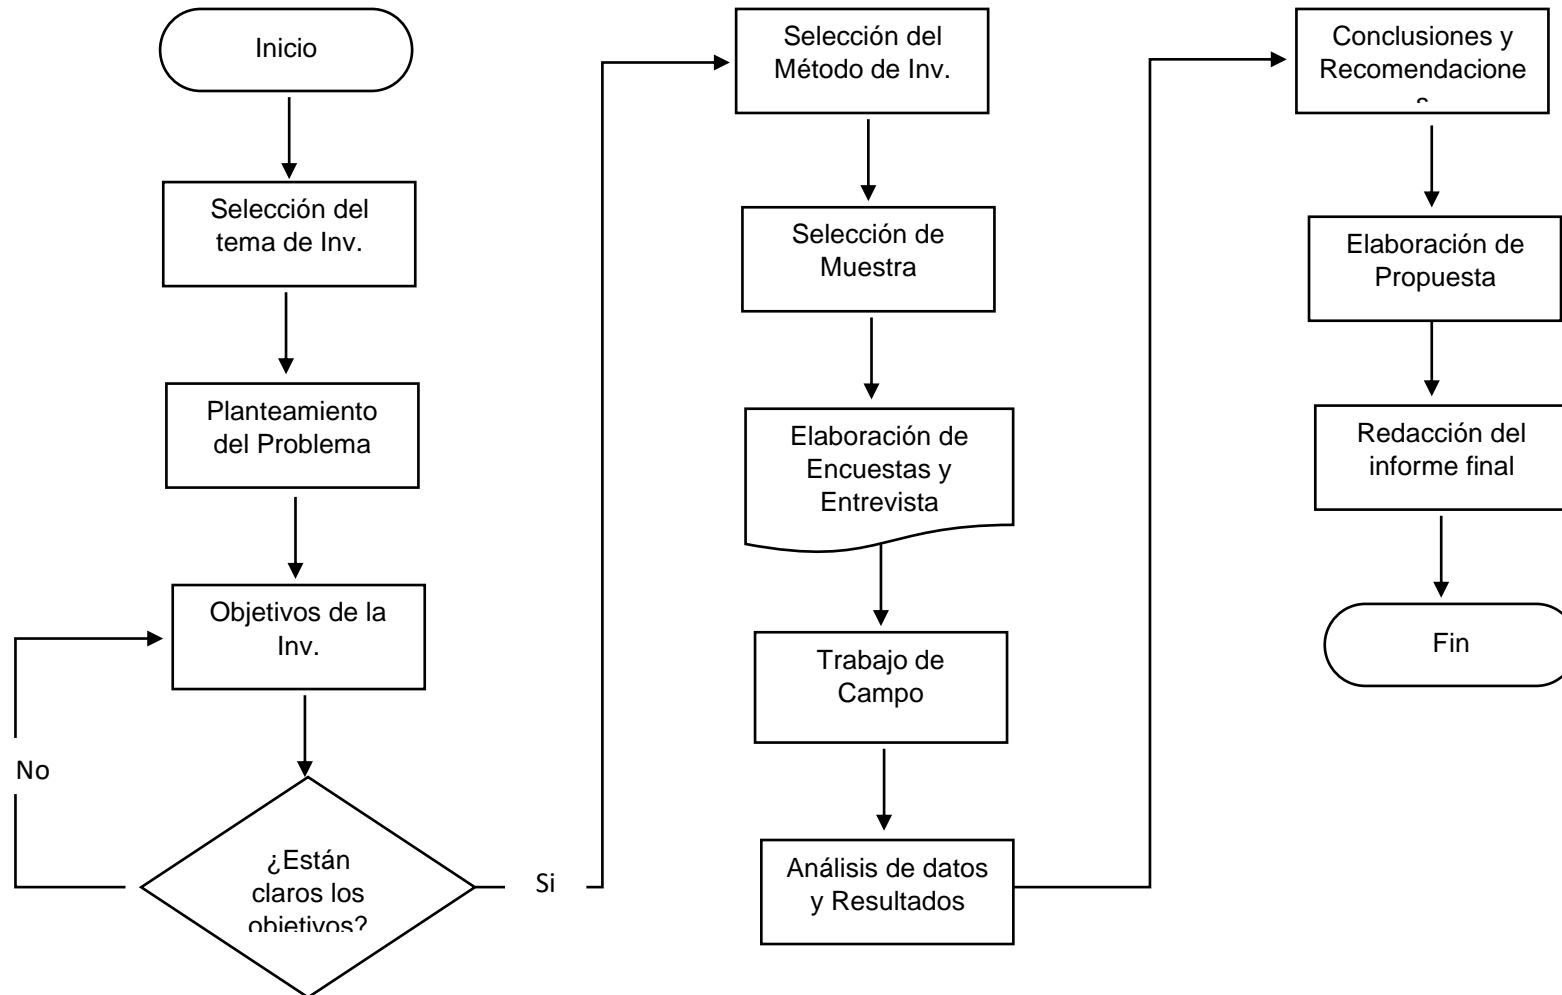 Inicio
Selección del
tema de Inv.
Planteamiento
del Problema
Objetivos de la
Inv.
No
¿Están
claros los
objetivos?
Si
Selección del
Método de Inv.
Selección de
Muestra
Elaboración de
Encuestas y
Entrevista
Trabajo de
Campo
Análisis de datos
y Resultados
Conclusiones y
Recomendacione
s
Elaboración de
Propuesta
Redacción del
informe final
Fin